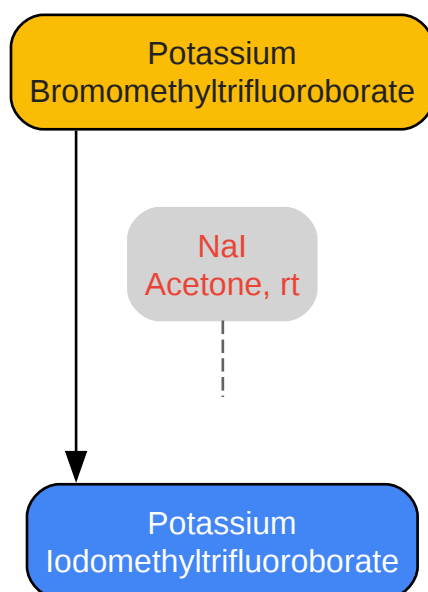 Potassium
Bromomethyltrifluoroborate
NaI
Acetone, rt
Potassium
Iodomethyltrifluoroborate